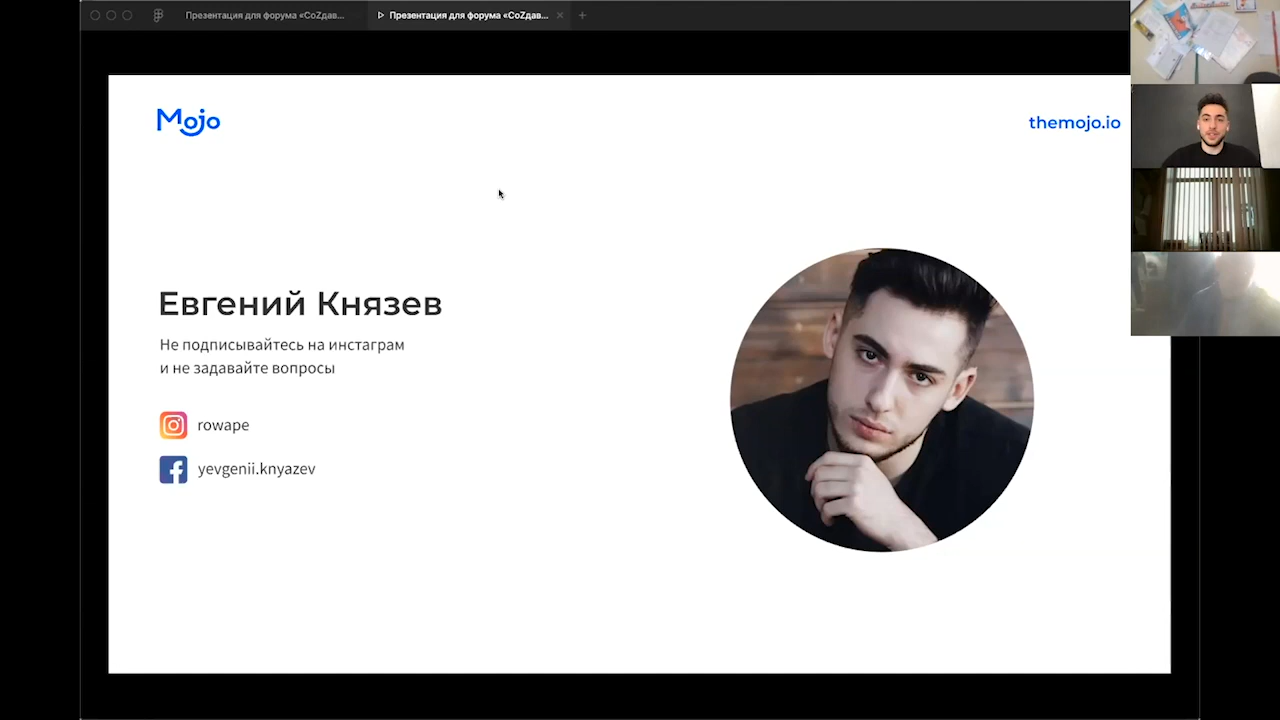 Презентация для форума «CoZдав...
Презентация для форума «CoZдав...
Mojo
themojo.io
Евгений Князев
Не подписывайтесь на инстаграм
и не задавайте вопросы
rowape
yevgenii.knyazev